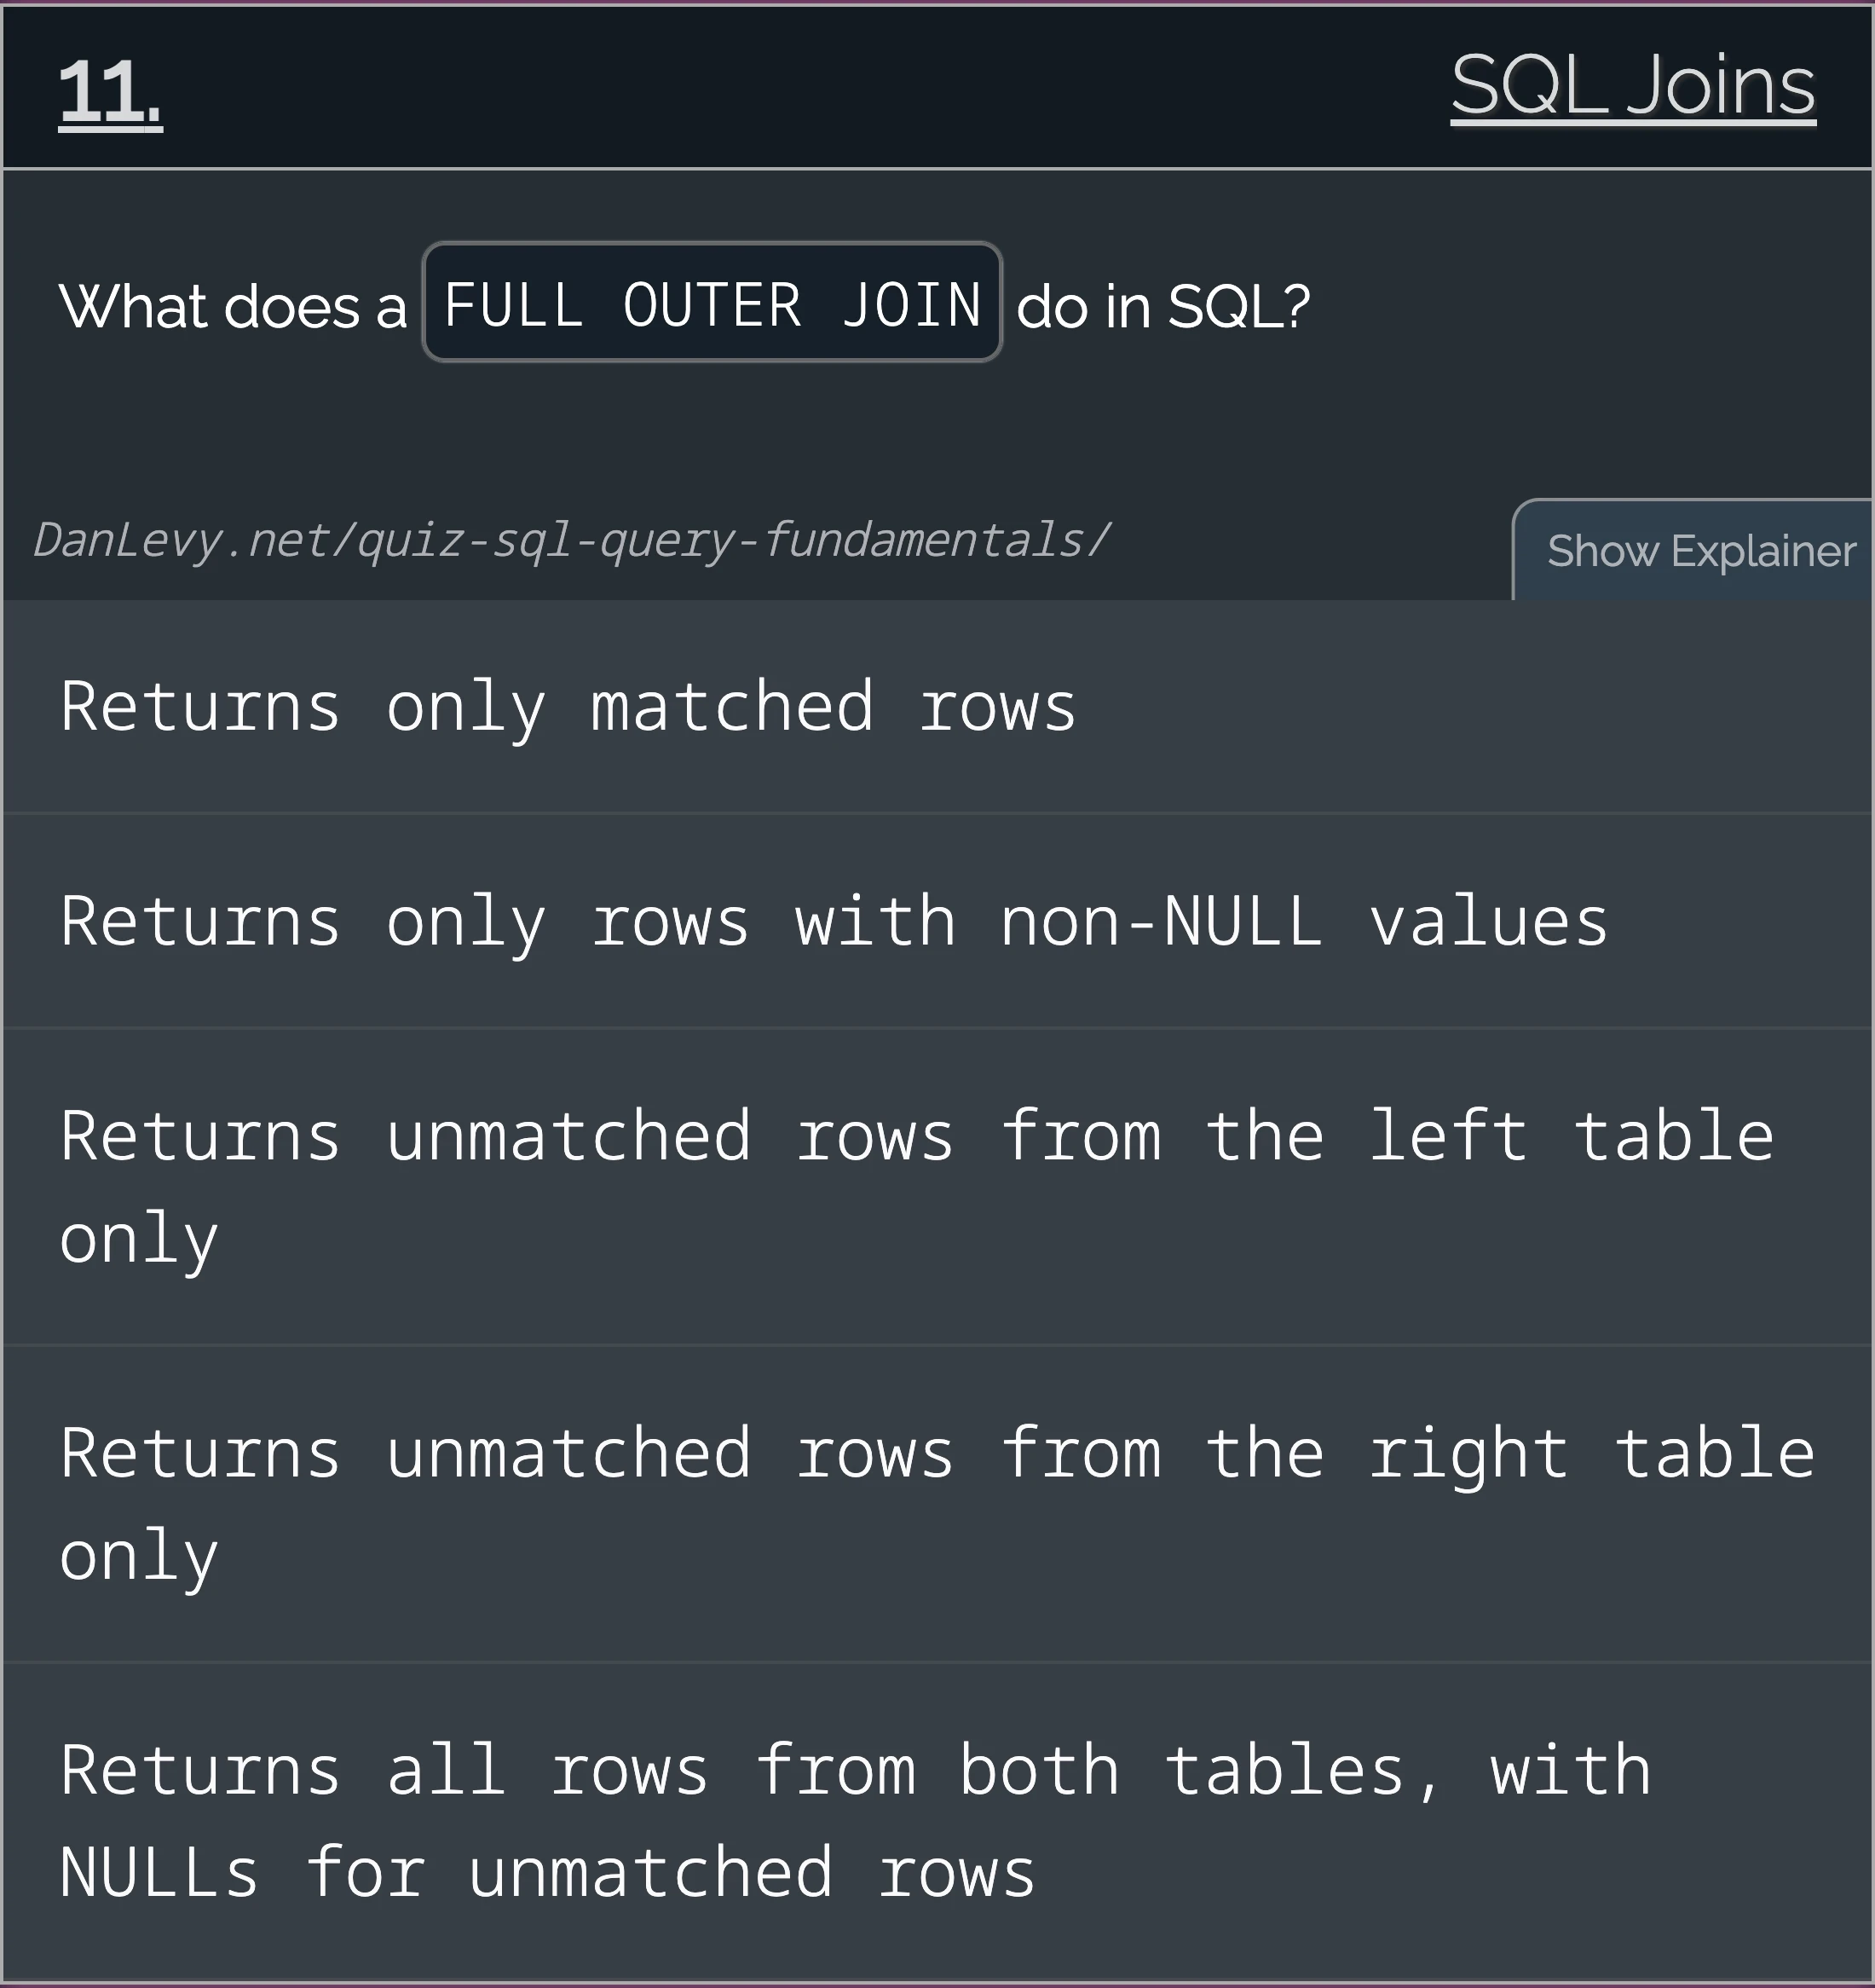 11.
SQL Joins
What does a FULL OUTER JOIN do in SQL?
DanLevy.net/quiz-sql-query-fundamentals/
Show Explainer
Returns only matched rows
Returns only rows with non-NULL values
Returns unmatched rows from the left table
only
Returns unmatched rows from the right table
only
Returns all rows from both tables, with
NULLs for unmatched rows